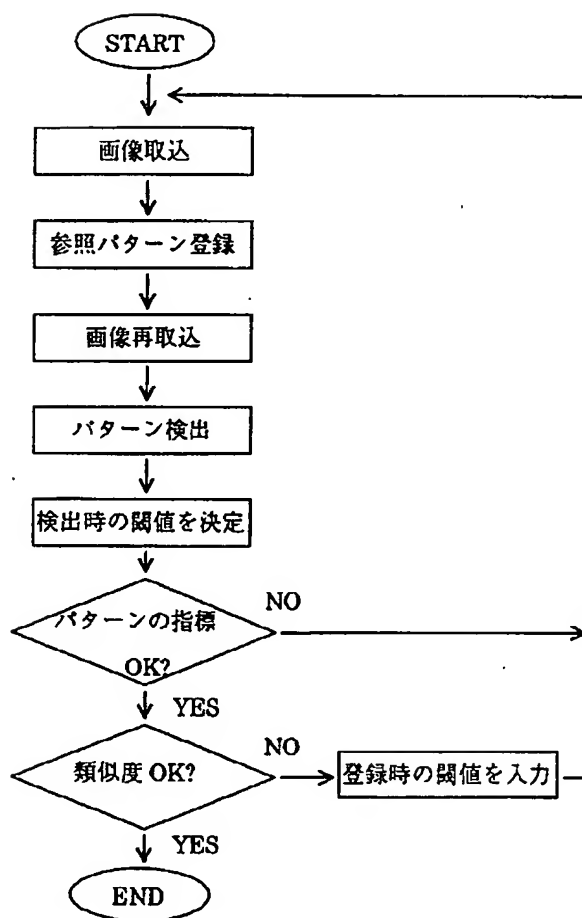 START
画像取込
参照パターン登録
画像再取込
パターン検出
検出時の閾値を決定
パターンの指標
OK?
NO
YES
類似度 OK?
NO
登録時の閾値を入力
YES
END